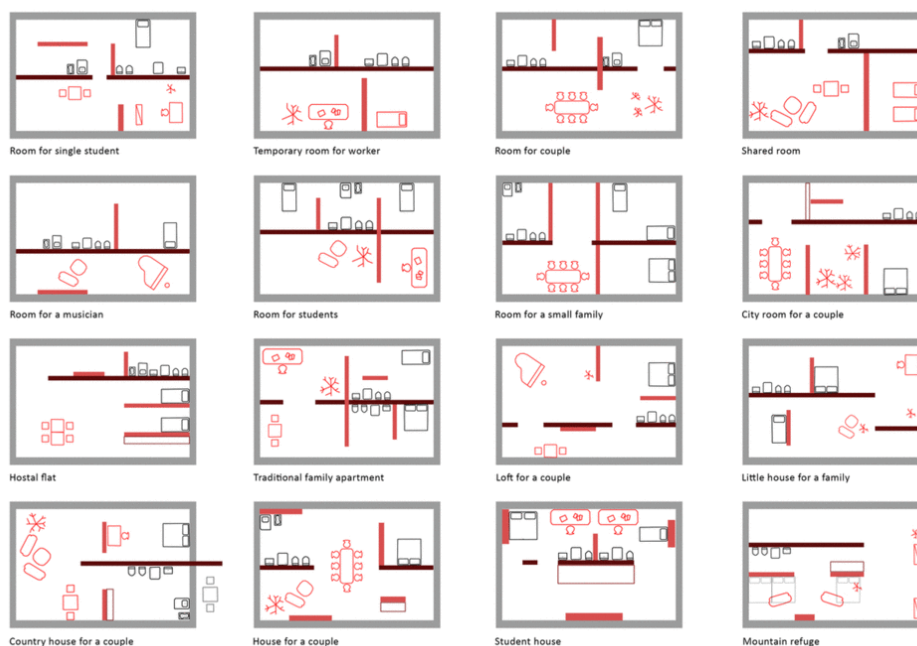 Room for single student
Temporary room for worker
Room for couple
Shared room
Room for a musician
Room for students
Room for a small family
City room for a couple
Hostal flat
Traditional family apartment
Loft for a couple
Little house for a family
Country house for a couple
House for a couple
Student house
Mountain refuge